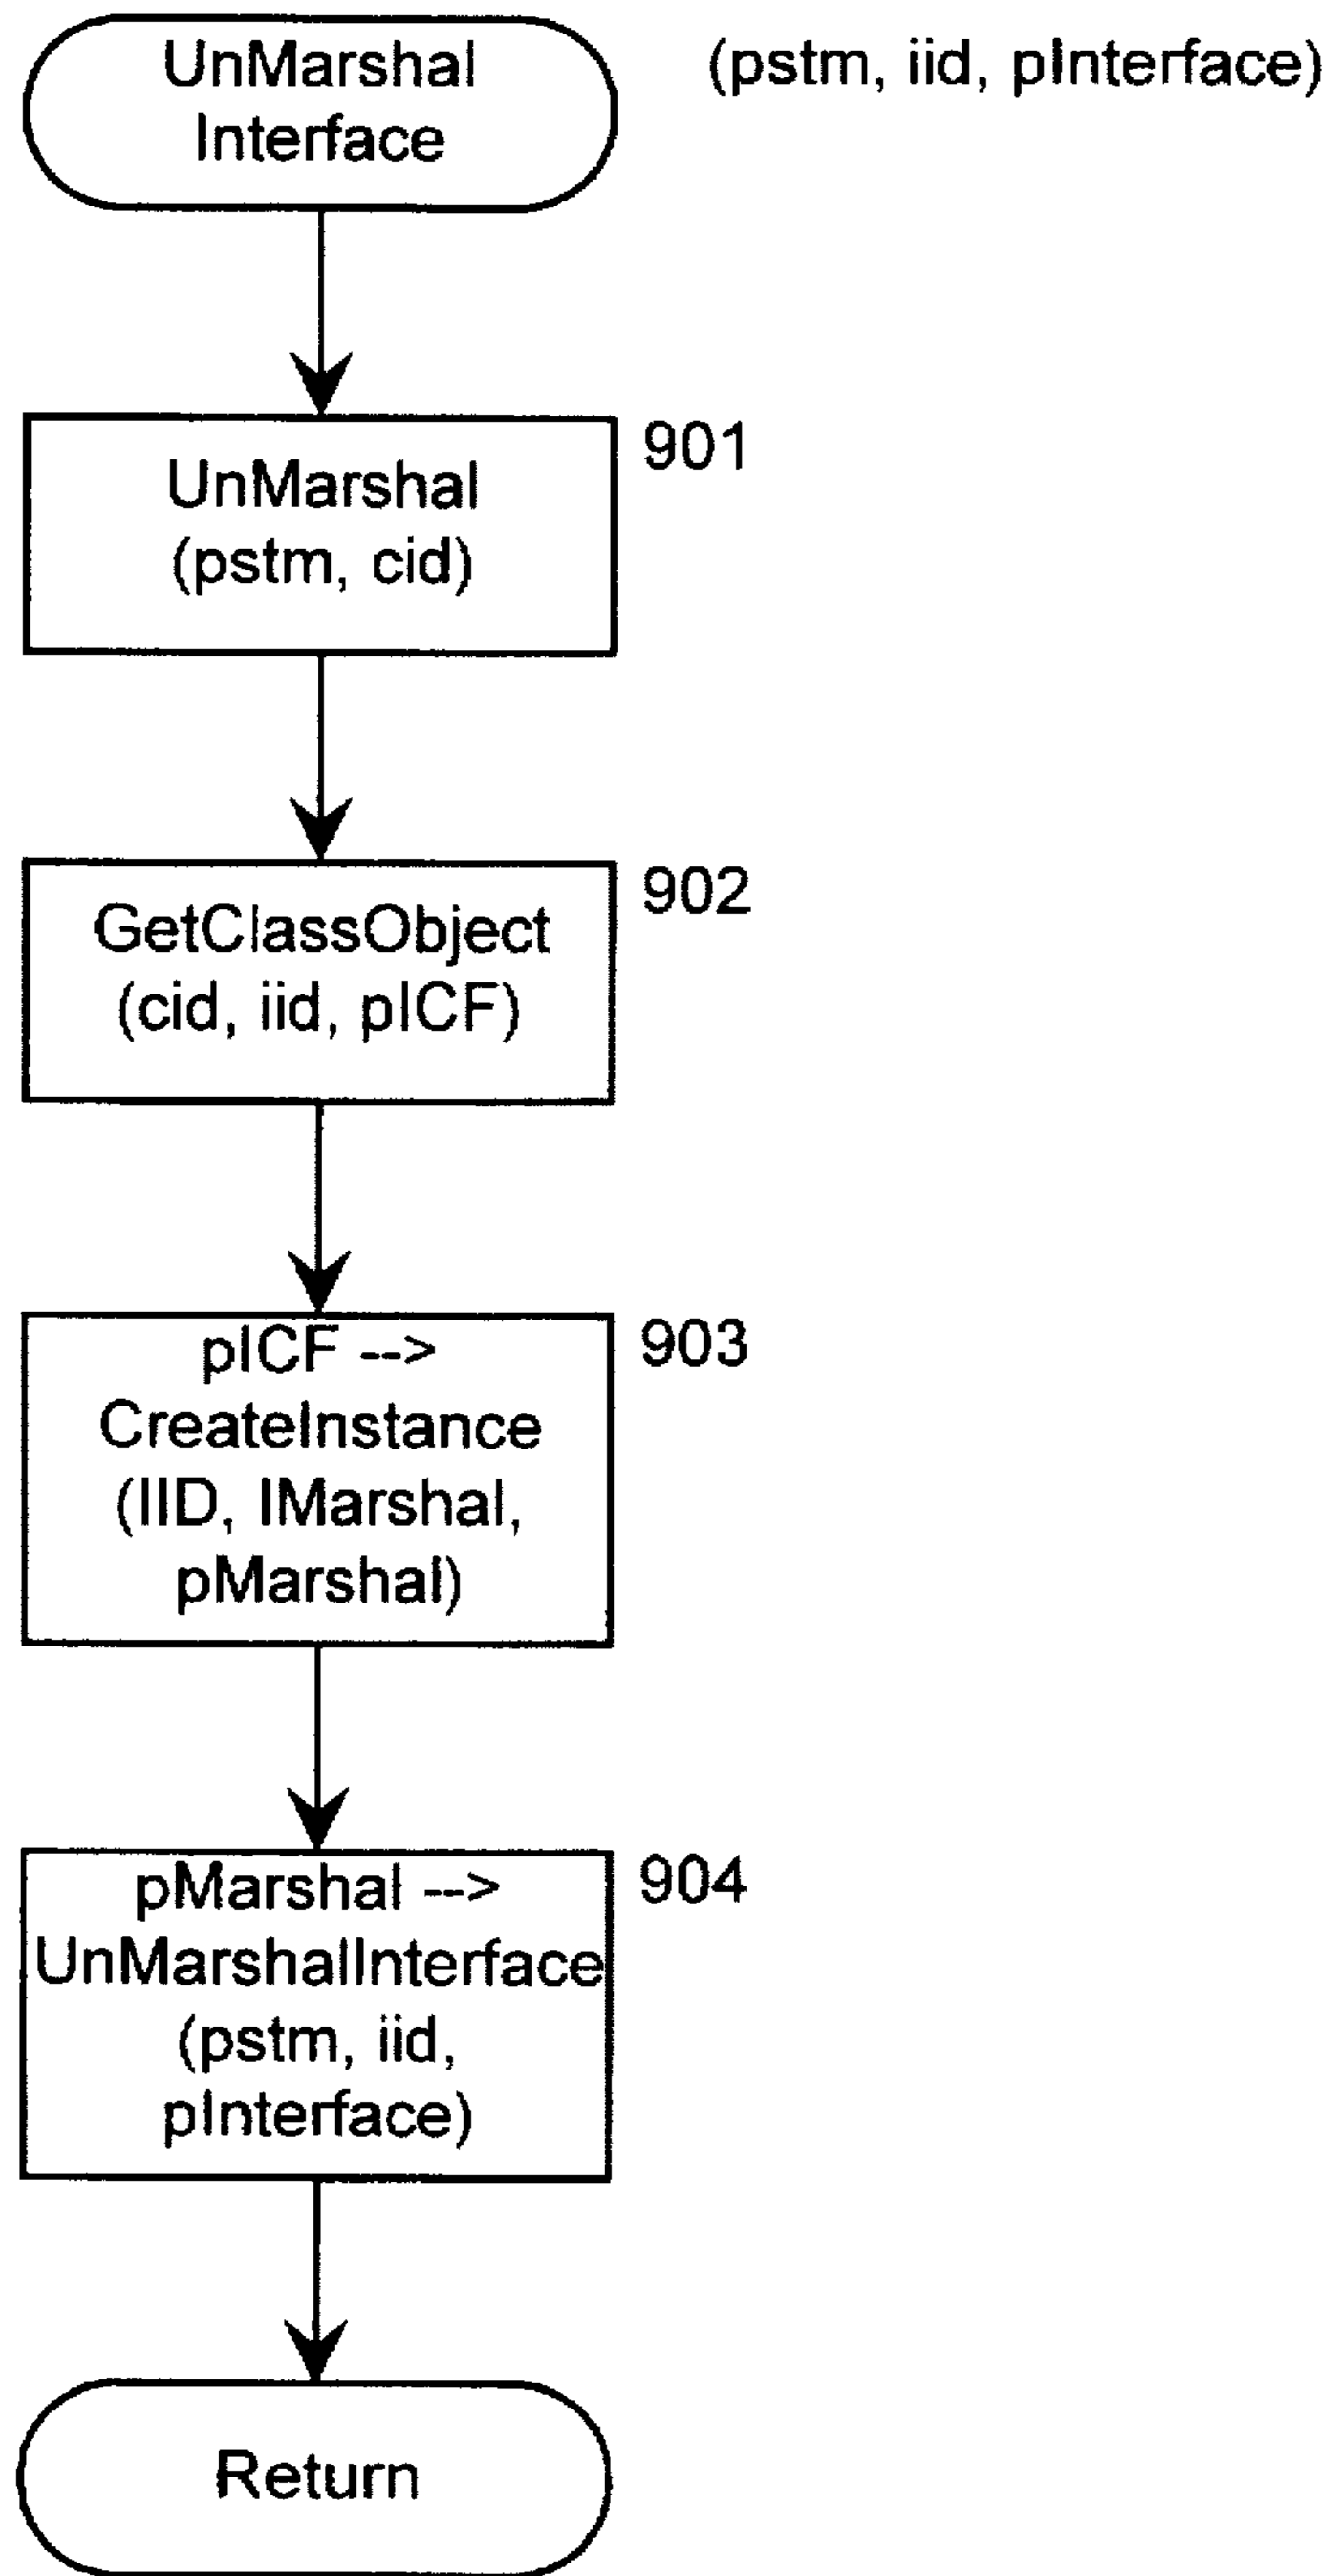 UnMarshal
Interface
(pstm, iid, pInterface)
UnMarshal
(pstm, cid)
901
GetClassObject
(cid, iid, pICF)
902
pICF -->
CreateInstance
(IID, IMarshal,
pMarshal)
903
pMarshal -->
UnMarshalInterface
(pstm, iid,
pInterface)
904
Return